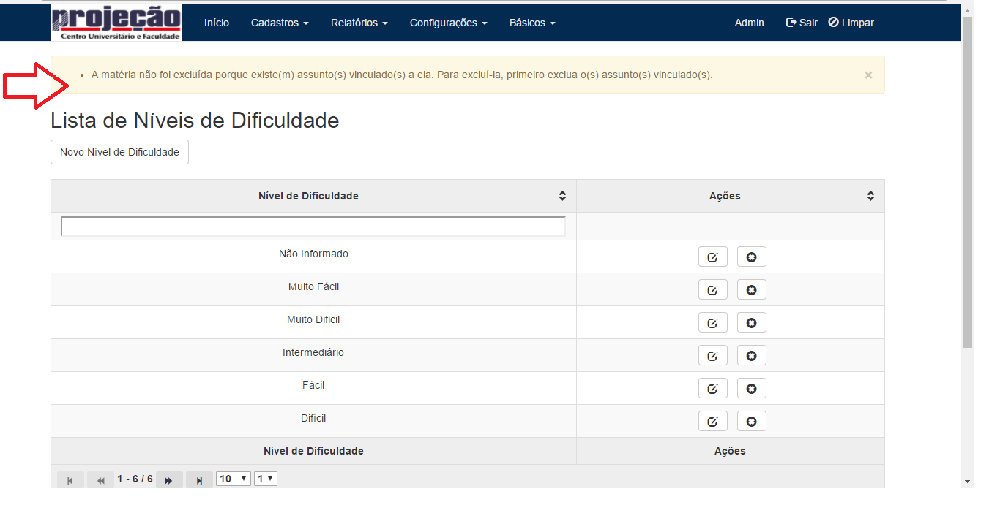 projeção
Centro Universitário e Faculdade
Início Cadastros Relatórios Configurações Básicos Admin Sair Limpar
A matéria não foi excluída porque existe(m) assunto(s) vinculado(s) a ela. Para excluí-la, primeiro exclua o(s) assunto(s) vinculado(s). ×
Lista de Níveis de Dificuldade
Novo Nível de Dificuldade
Nível de Dificuldade Ações
Não Informado
Muito Fácil
Muito Dificil
Intermediário
Fácil
Difícil
Nível de Dificuldade Ações
1 - 6 / 6 10 1